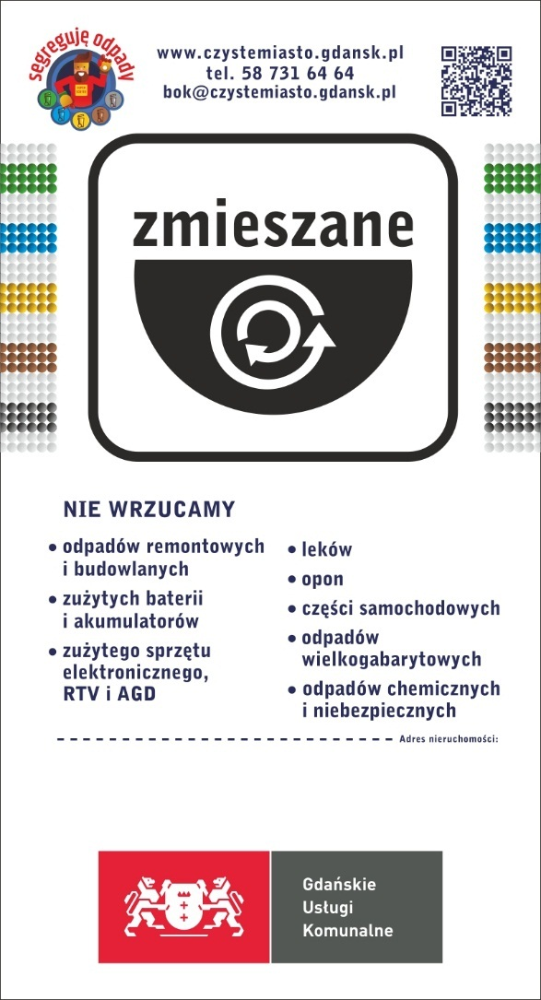 segreguję odpady
www.czystemiasto.gdansk.pl
tel. 58 731 64 64
bok@czystemiasto.gdansk.pl
zmieszane
NIE WRZUCAMY
• odpadów remontowych
i budowlanych
• zużytych baterii
i akumulatorów
• zużytego sprzętu
elektronicznego,
RTV i AGD
• leków
• opon
• części samochodowych
• odpadów
wielkogabarytowych
• odpadów chemicznych
i niebezpiecznych
Adres nieruchomości:
Gdańskie
Usługi
Komunalne